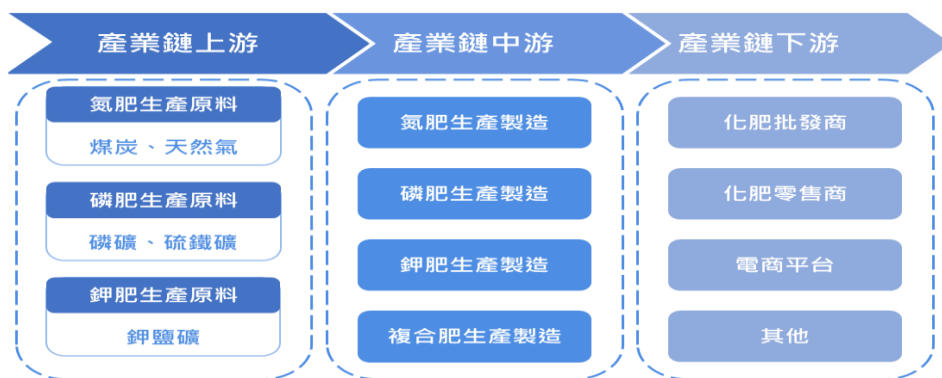 產業鏈上游
產業鏈中游
產業鏈下游
氮肥生產原料
煤炭、天然氣
磷肥生產原料
磷礦、硫鐵礦
鉀肥生產原料
鉀鹽礦
氮肥生產製造
磷肥生產製造
鉀肥生產製造
複合肥生產製造
化肥批發商
化肥零售商
電商平台
其他